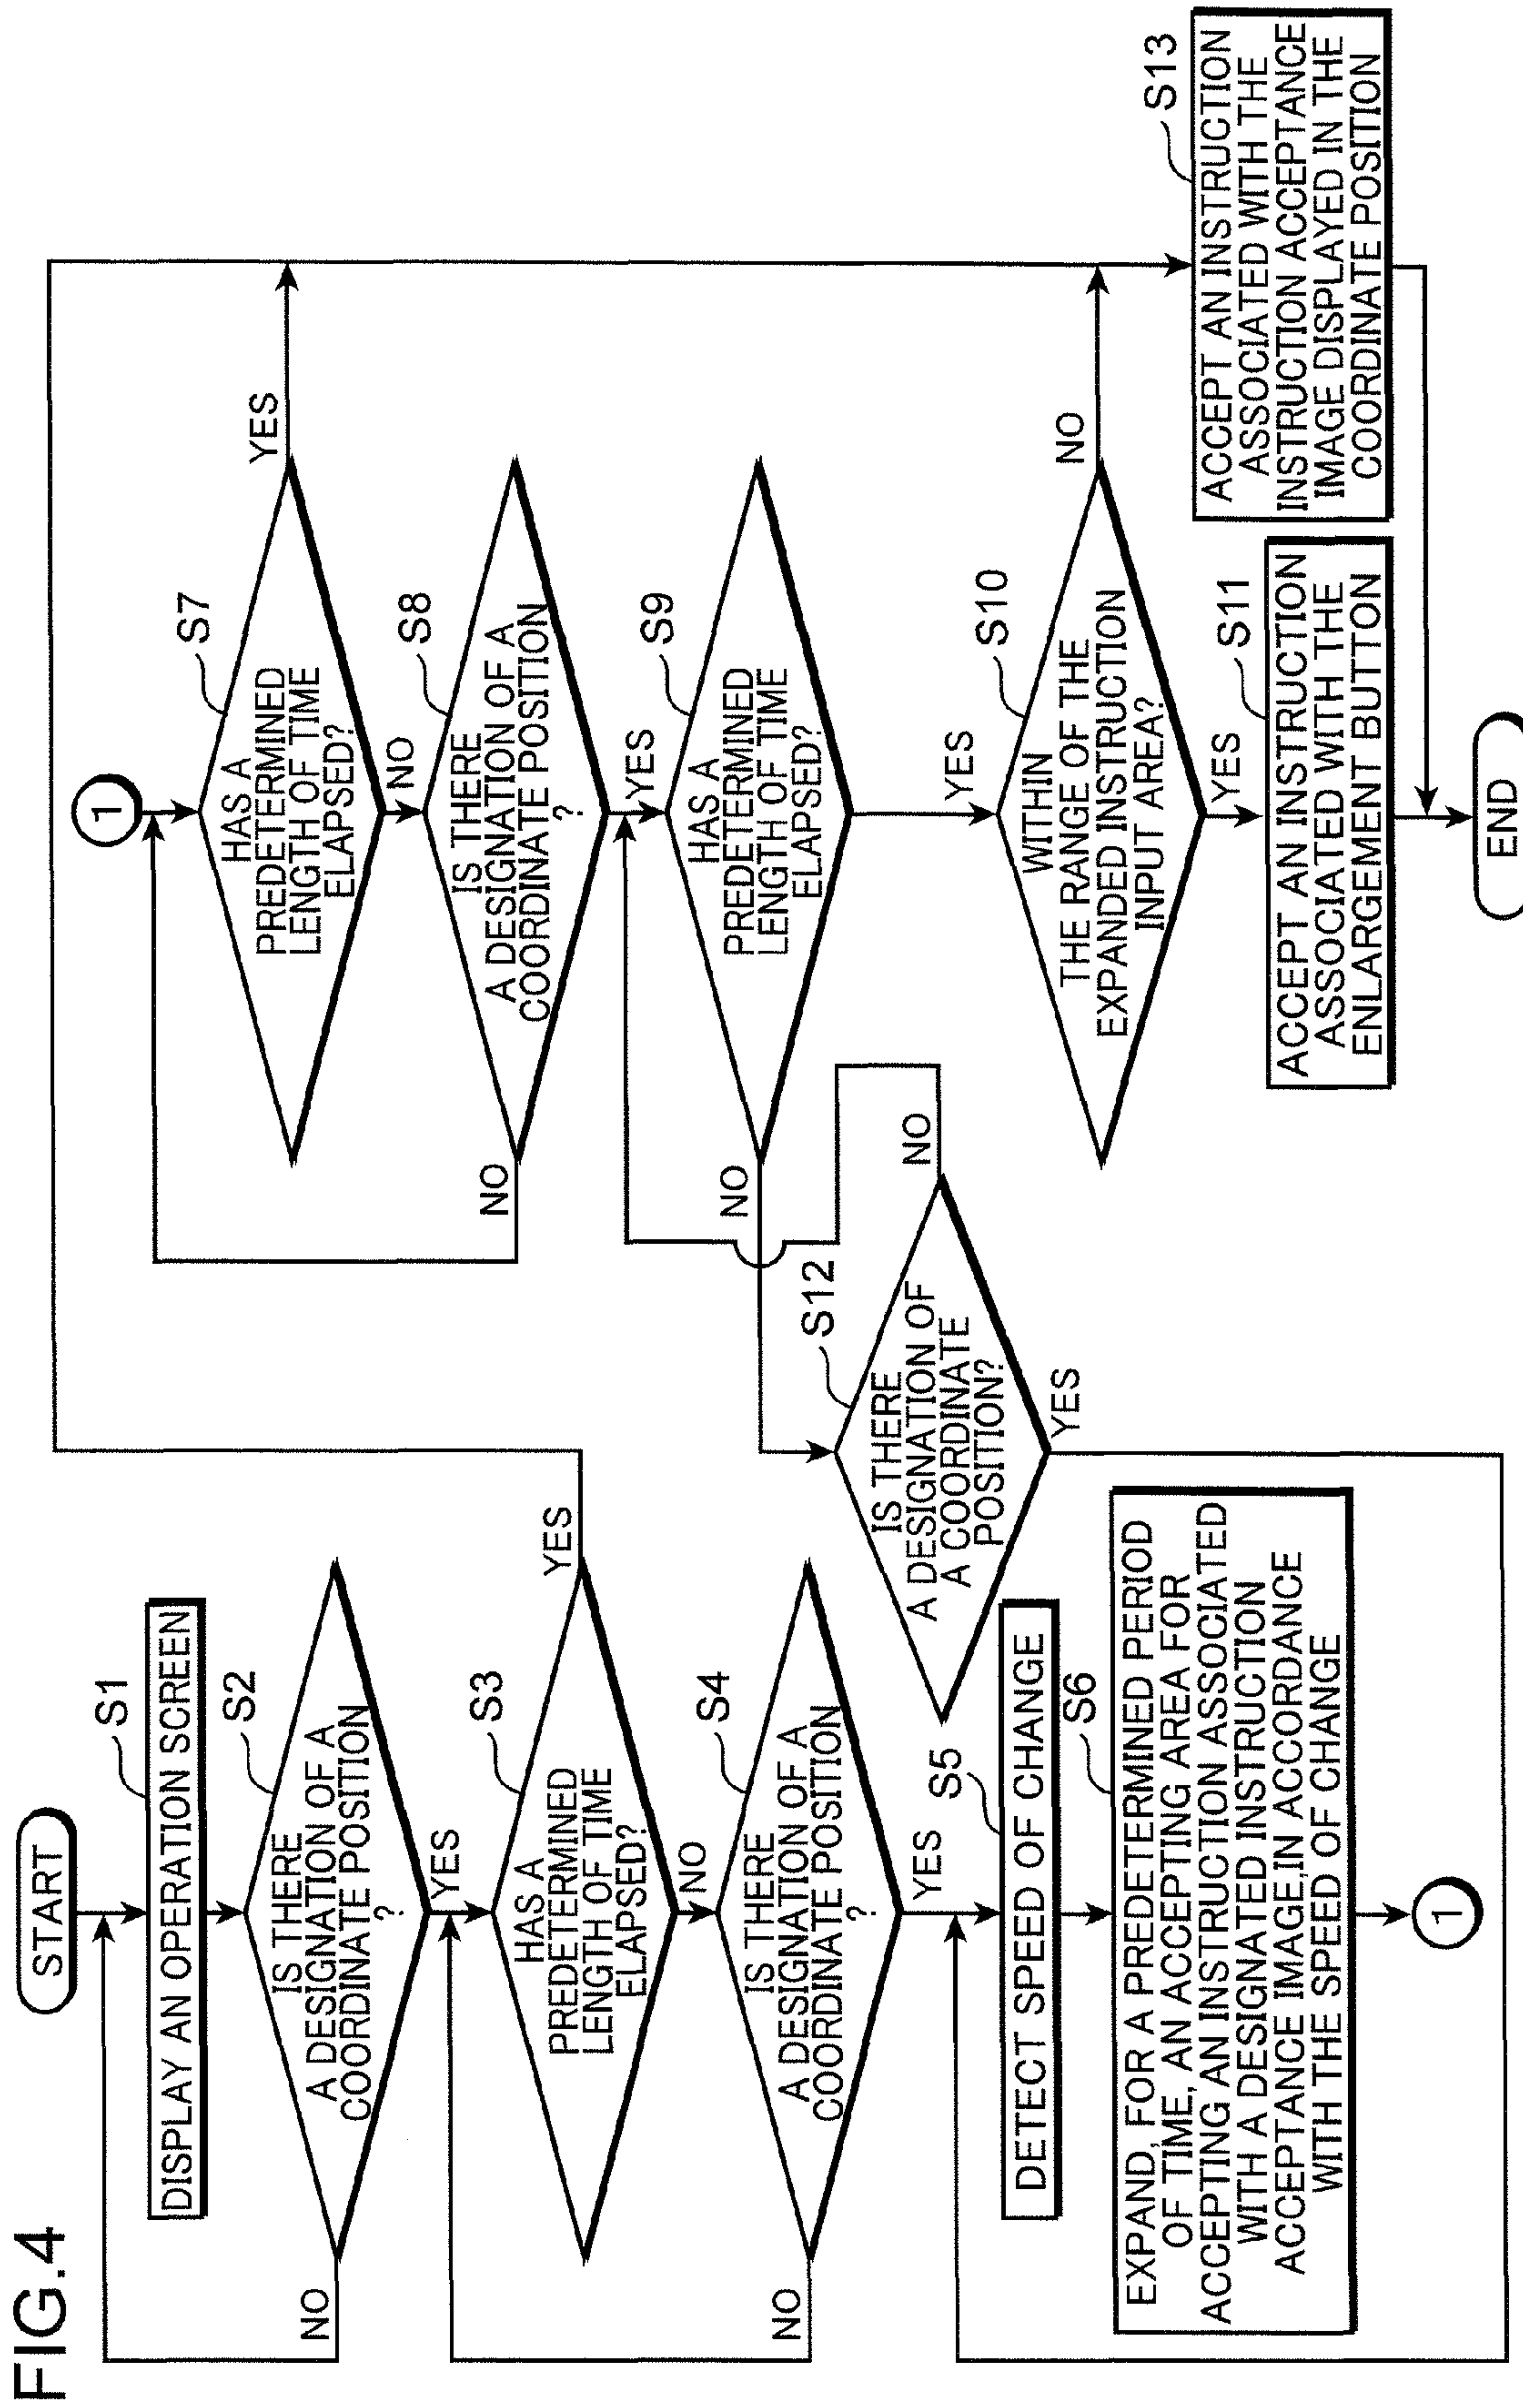 FIG.4
START
S1
DISPLAY AN OPERATION SCREEN
S2
IS THERE
A DESIGNATION OF A
COORDINATE POSITION
?
NO
YES
S3
HAS A
PREDETERMINED
LENGTH OF TIME
ELAPSED?
YES
NO
S4
IS THERE
A DESIGNATION OF A
COORDINATE POSITION
?
NO
YES
S5
DETECT SPEED OF CHANGE
S6
EXPAND, FOR A PREDETERMINED PERIOD
OF TIME, AN ACCEPTING AREA FOR
ACCEPTING AN INSTRUCTION ASSOCIATED
WITH A DESIGNATED INSTRUCTION
ACCEPTANCE IMAGE,IN ACCORDANCE
WITH THE SPEED OF CHANGE
1
1
S7
HAS A
PREDETERMINED
LENGTH OF TIME
ELAPSED?
YES
NO
S8
IS THERE
A DESIGNATION OF A
COORDINATE POSITION
?
NO
YES
S9
HAS A
PREDETERMINED
LENGTH OF TIME
ELAPSED?
NO
YES
S12
IS THERE
A DESIGNATION OF
A COORDINATE
POSITION?
NO
YES
S10
WITHIN
THE RANGE OF THE
EXPANDED INSTRUCTION
INPUT AREA?
NO
YES
S11
ACCEPT AN INSTRUCTION
ASSOCIATED WITH THE
ENLARGEMENT BUTTON
S13
ACCEPT AN INSTRUCTION
ASSOCIATED WITH THE
INSTRUCTION ACCEPTANCE
IMAGE DISPLAYED IN THE
COORDINATE POSITION
END